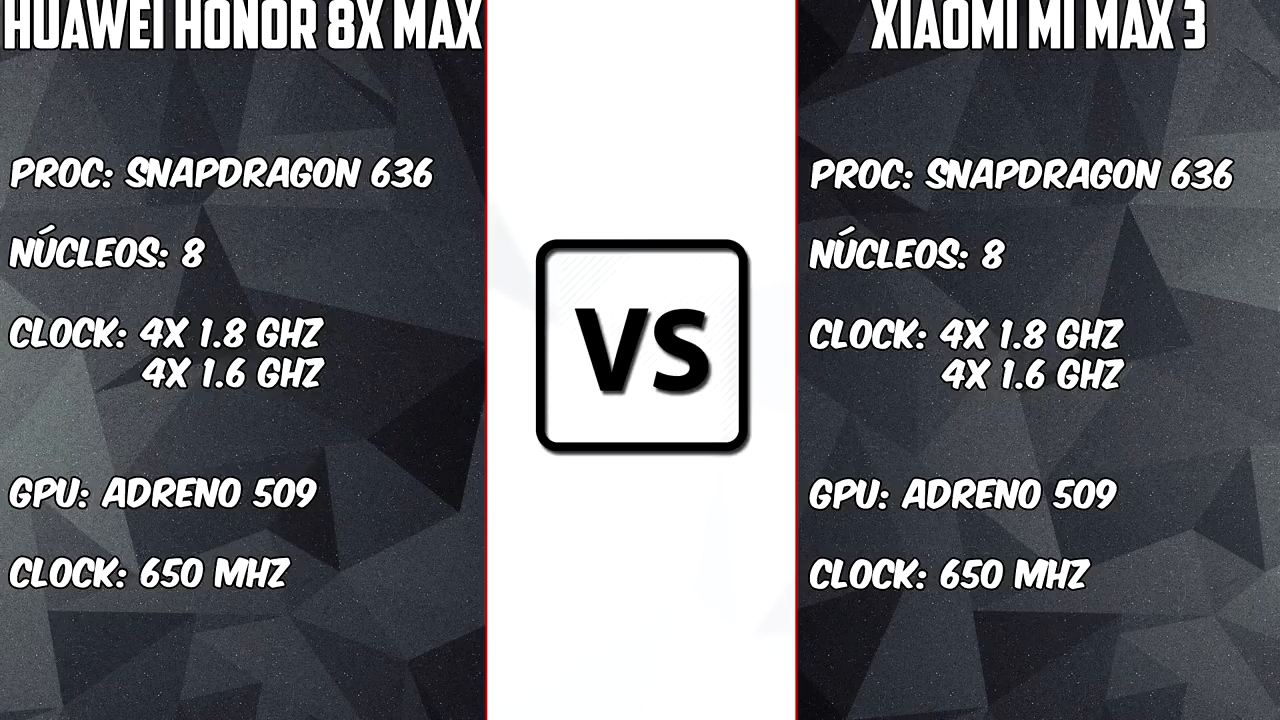 HUAWEI HONOR 8X MAX
PROC: SNAPDRAGON 636
NÚCLEOS: 8
CLOCK: 4X 1.8 GHZ
4X 1.6 GHZ
GPU: ADRENO 509
CLOCK: 650 MHZ
VS
XIAOMI MI MAX 3
PROC: SNAPDRAGON 636
NÚCLEOS: 8
CLOCK: 4X 1.8 GHZ
4X 1.6 GHZ
GPU: ADRENO 509
CLOCK: 650 MHZ